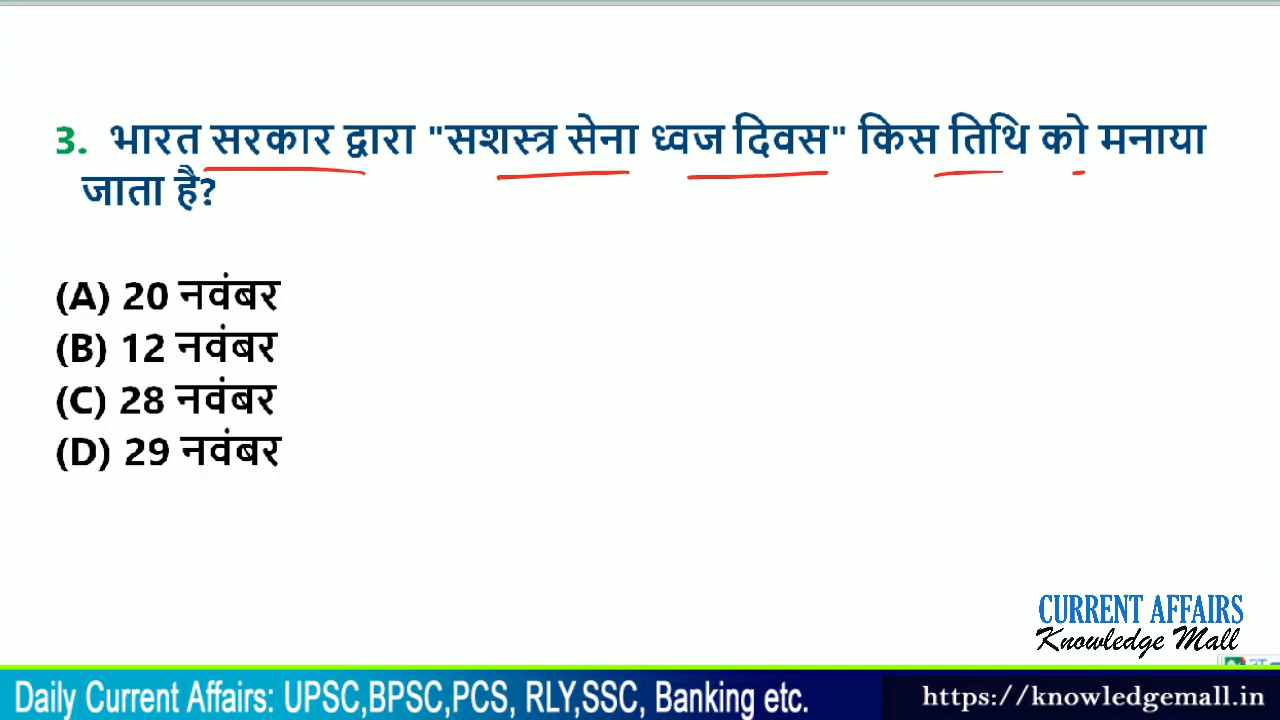 3. भारत सरकार द्वारा "सशस्त्र सेना ध्वज दिवस" किस तिथि को मनाया
जाता है?
(A) 20 नवंबर
(B) 12 नवंबर
(C) 28 नवंबर
(D) 29 नवंबर
CURRENT AFFAIRS
Knowledge Mall
Daily Current Affairs: UPSC,BPSC,PCS, RLY,SSC, Banking etc.
https://knowledgemall.in